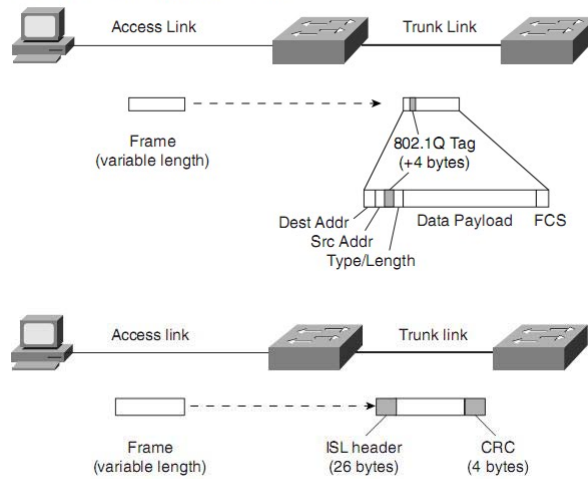 Access Link
Trunk Link
Frame
(variable length)
802.1Q Tag
(+4 bytes)
Dest Addr
Src Addr
Type/Length
Data Payload
FCS
Access link
Trunk link
Frame
(variable length)
ISL header
(26 bytes)
CRC
(4 bytes)